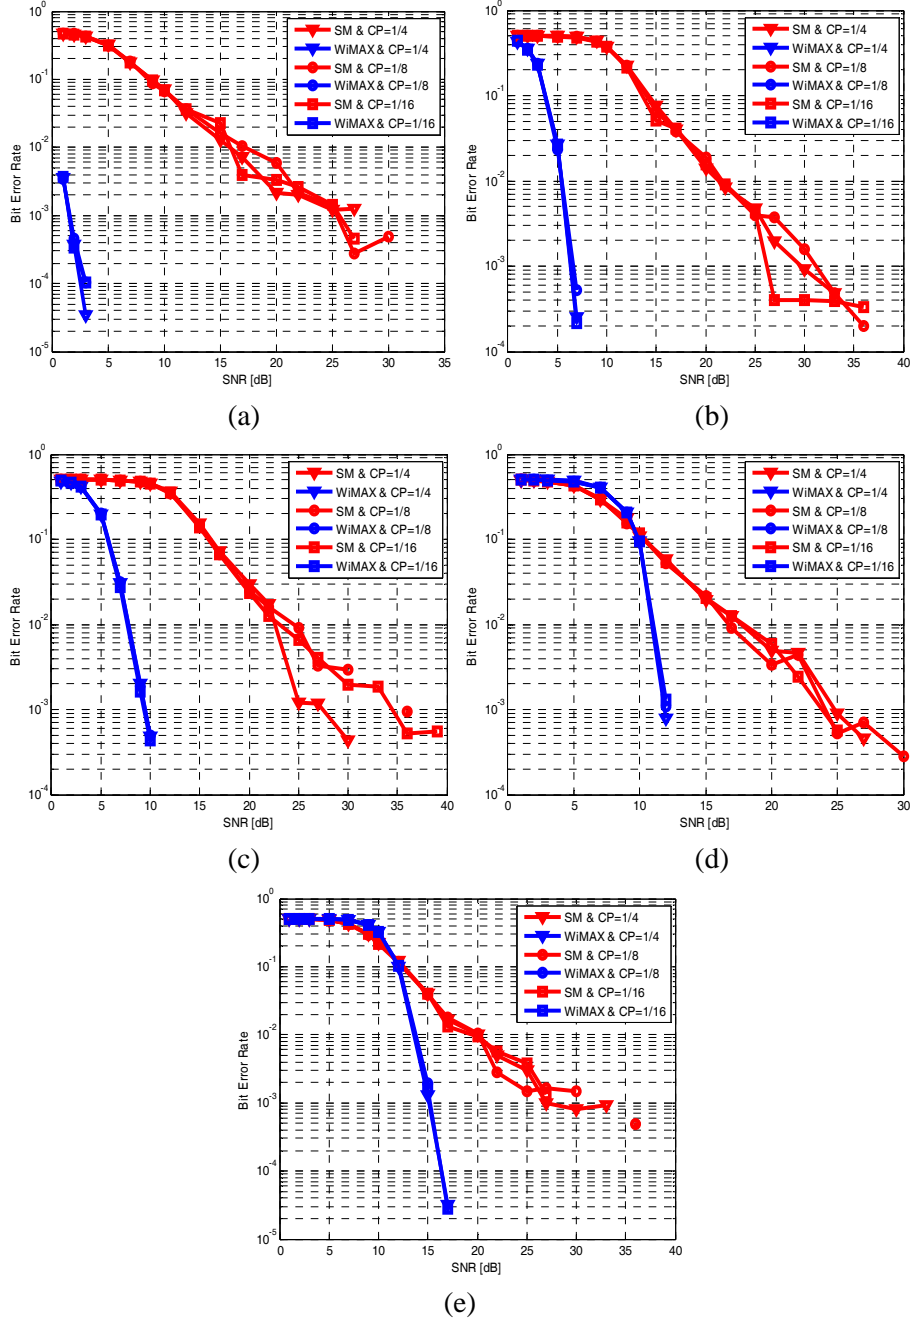 10^0
10^-1
10^-2
10^-3
10^-4
10^-5
0 5 10 15 20 25 30 35
SNR [dB]
Bit Error Rate
SM & CP=1/4
WiMAX & CP=1/4
SM & CP=1/8
WiMAX & CP=1/8
SM & CP=1/16
WiMAX & CP=1/16
(a)
10^0
10^-1
10^-2
10^-3
10^-4
0 5 10 15 20 25 30 35 40
SNR [dB]
Bit Error Rate
SM & CP=1/4
WiMAX & CP=1/4
SM & CP=1/8
WiMAX & CP=1/8
SM & CP=1/16
WiMAX & CP=1/16
(b)
10^0
10^-1
10^-2
10^-3
10^-4
0 5 10 15 20 25 30 35 40
SNR [dB]
Bit Error Rate
SM & CP=1/4
WiMAX & CP=1/4
SM & CP=1/8
WiMAX & CP=1/8
SM & CP=1/16
WiMAX & CP=1/16
(c)
10^0
10^-1
10^-2
10^-3
10^-4
0 5 10 15 20 25 30
SNR [dB]
Bit Error Rate
SM & CP=1/4
WiMAX & CP=1/4
SM & CP=1/8
WiMAX & CP=1/8
SM & CP=1/16
WiMAX & CP=1/16
(d)
10^0
10^-1
10^-2
10^-3
10^-4
10^-5
0 5 10 15 20 25 30 35 40
SNR [dB]
Bit Error Rate
SM & CP=1/4
WiMAX & CP=1/4
SM & CP=1/8
WiMAX & CP=1/8
SM & CP=1/16
WiMAX & CP=1/16
(e)